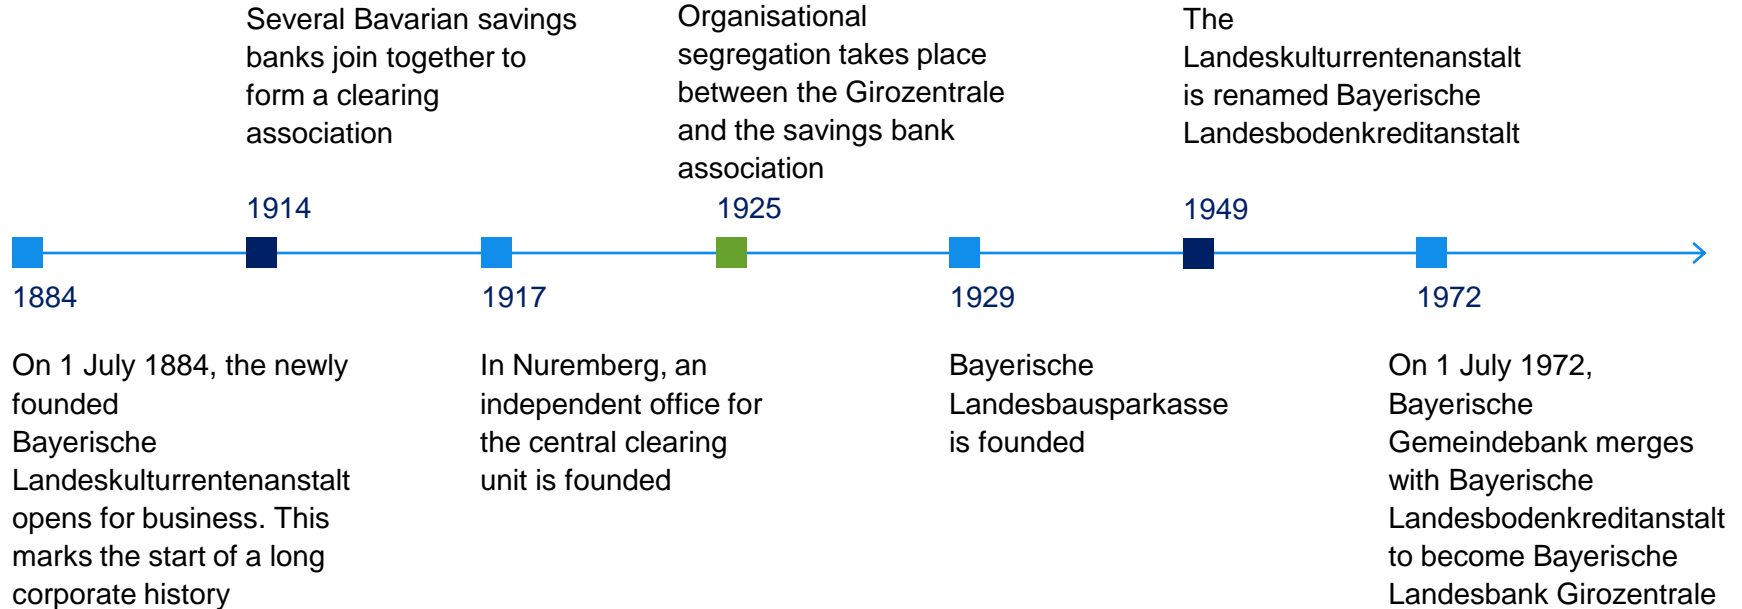 Several Bavarian savings
banks join together to
form a clearing
association
Organisational
segregation takes place
between the Girozentrale
and the savings bank
association
The
Landeskulturrentenanstalt
is renamed Bayerische
Landesbodenkreditanstalt
1914
1925
1949
1884
1917
1929
1972
On 1 July 1884, the newly
founded
Bayerische
Landeskulturrentenanstalt
opens for business. This
marks the start of a long
corporate history
In Nuremberg, an
independent office for
the central clearing
unit is founded
Bayerische
Landesbausparkasse
is founded
On 1 July 1972,
Bayerische
Gemeindebank merges
with Bayerische
Landesbodenkreditanstalt
to become Bayerische
Landesbank Girozentrale